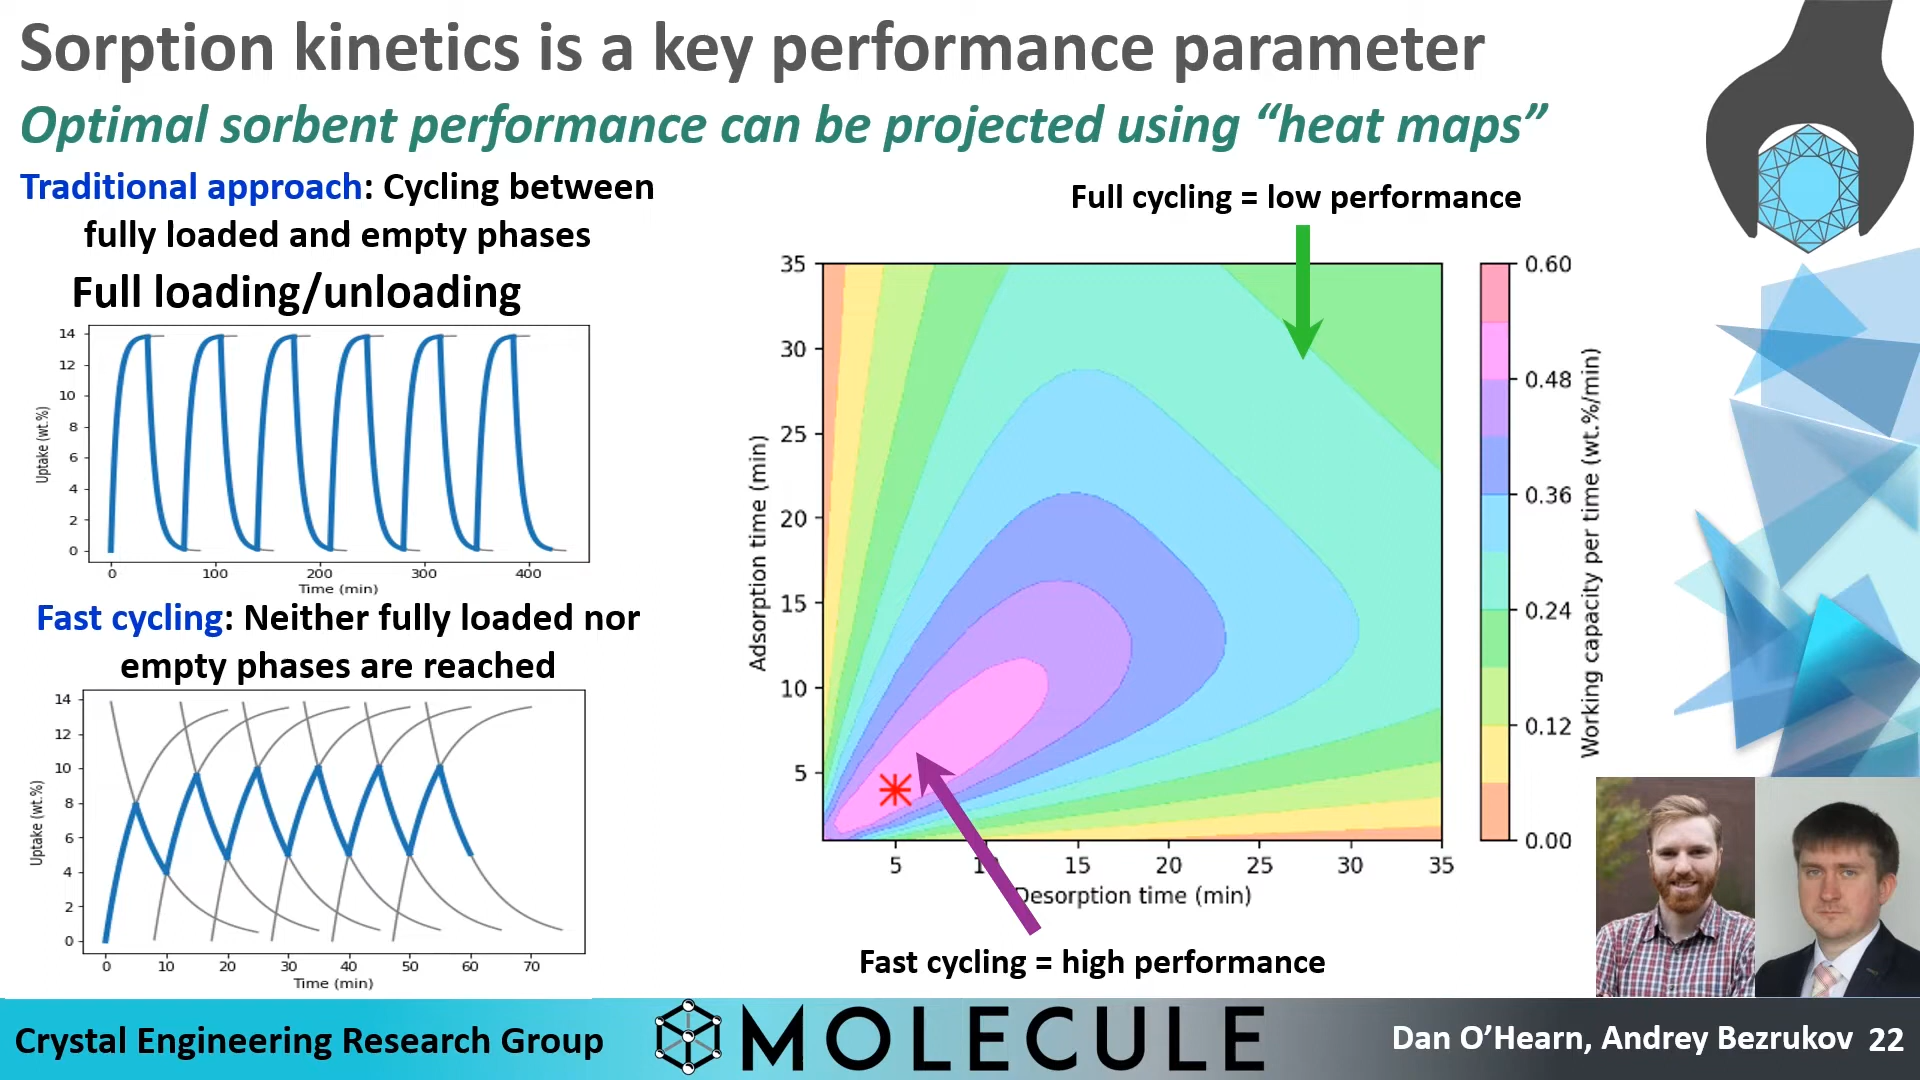 Sorption kinetics is a key performance parameter
Optimal sorbent performance can be projected using “heat maps”
Traditional approach: Cycling between
fully loaded and empty phases
Full loading/unloading
14
12
10
8
6
4
2
0
Uptake (wt.%)
0 100 200 300 400
Time (min)
Fast cycling: Neither fully loaded nor
empty phases are reached
14
12
10
8
6
4
2
0
Uptake (wt.%)
0 10 20 30 40 50 60 70
Time (min)
Full cycling = low performance
35
30
25
20
15
10
5
Adsorption time (min)
5 10 15 20 25 30 35
Desorption time (min)
0.60
0.48
0.36
0.24
0.12
0.00
Working capacity per time (wt.%/min)
Fast cycling = high performance
Crystal Engineering Research Group
MOLECULE
Dan O’Hearn, Andrey Bezrukov 22